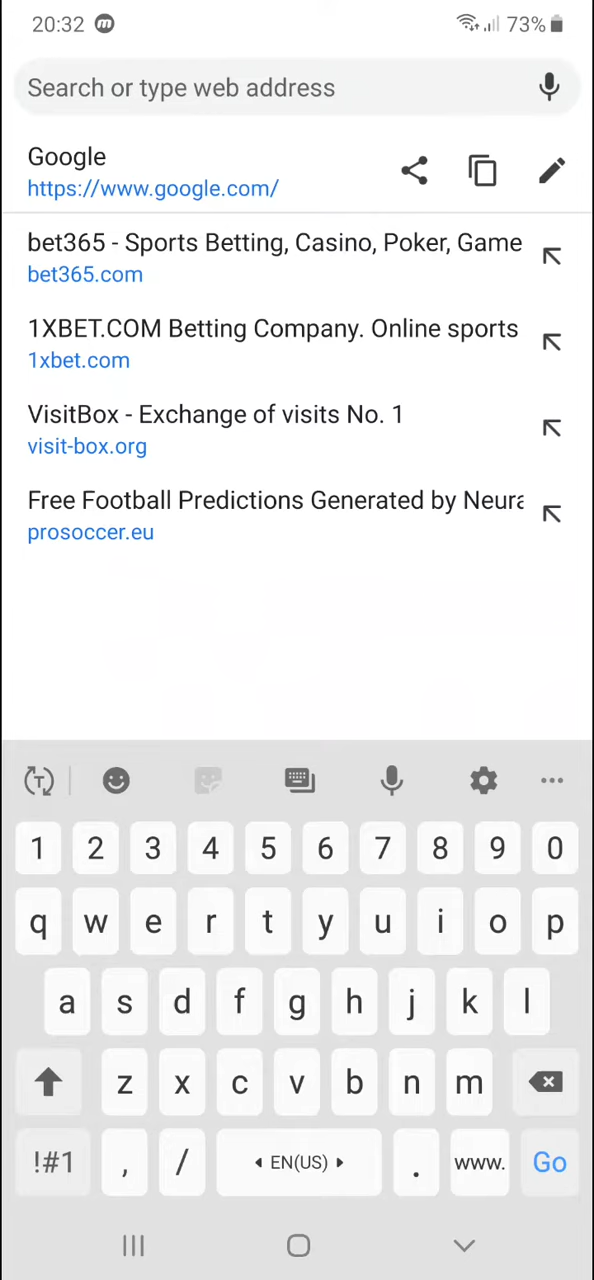 20:32 m 73%
Search or type web address
Google
https://www.google.com/
bet365 - Sports Betting, Casino, Poker, Game
bet365.com
1XBET.COM Betting Company. Online sports
1xbet.com
VisitBox - Exchange of visits No. 1
visit-box.org
Free Football Predictions Generated by Neura
prosoccer.eu
T
1 2 3 4 5 6 7 8 9 0
q w e r t y u i o p
a s d f g h j k l
z x c v b n m
!#1 , / EN(US) . www. Go